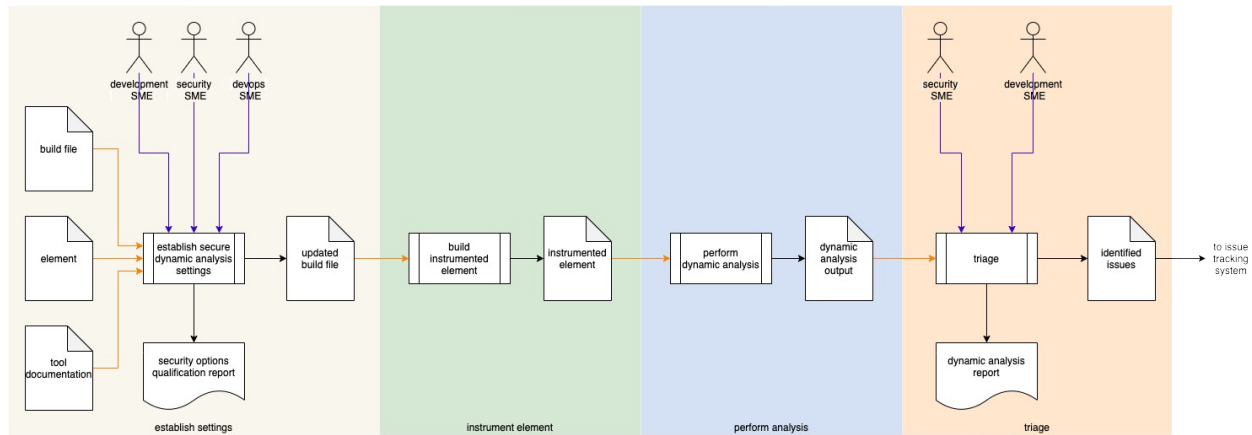 development
SME
security
SME
devops
SME
build file
element
tool
documentation
establish secure
dynamic analysis
settings
security options
qualification report
updated
build file
establish settings
build
instrumented
element
instrumented
element
instrument element
perform
dynamic analysis
dynamic
analysis
output
perform analysis
security
SME
development
SME
triage
dynamic analysis
report
identified
issues
triage
to issue
tracking
system